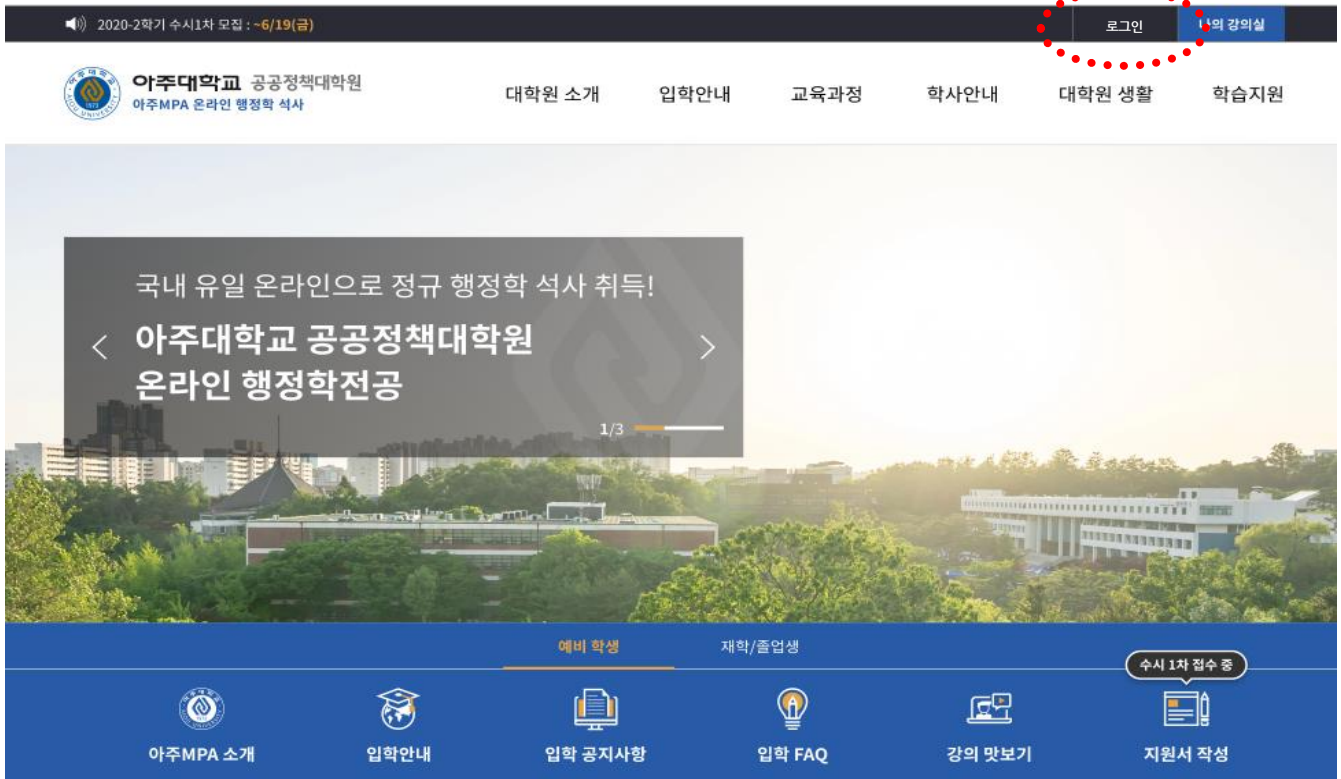 2020-2학기 수시1차 모집 : ~6/19(금)
로그인
나의 강의실
아주대학교 공공정책대학원
아주MPA 온라인 행정학 석사
대학원 소개
입학안내
교육과정
학사안내
대학원 생활
학습지원
국내 유일 온라인으로 정규 행정학 석사 취득!
아주대학교 공공정책대학원
온라인 행정학전공
1/3
예비 학생
재학/졸업생
수시 1차 접수 중
아주MPA 소개
입학안내
입학 공지사항
입학 FAQ
강의 맛보기
지원서 작성